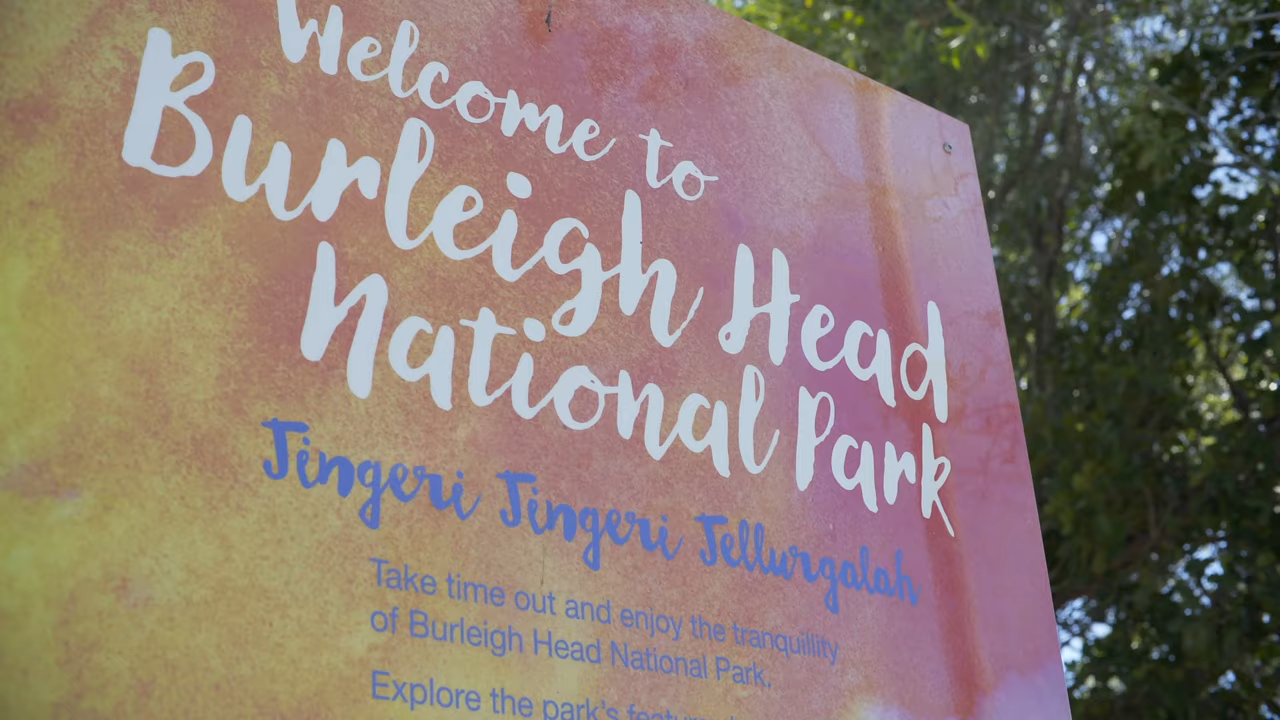 Welcome to
Burleigh Head
National Park
Jingeri Jingeri Jellurgalah
Take time out and enjoy the tranquillity
of Burleigh Head National Park.
Explore the park's